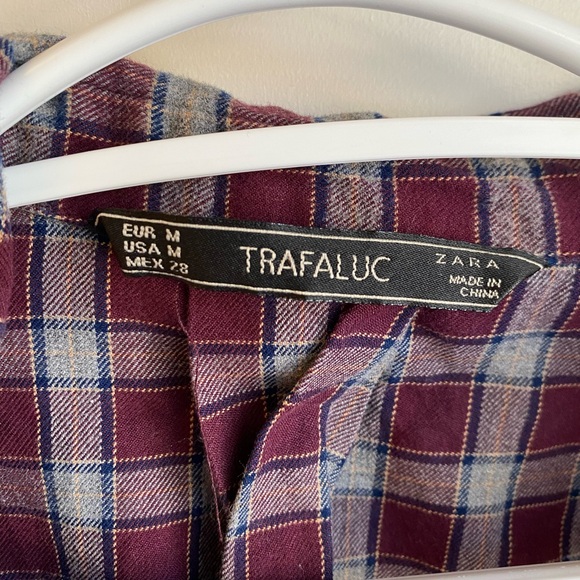 EUR M
USA M
MEX 28
TRAFALUC
ZARA
MADE IN
CHINA